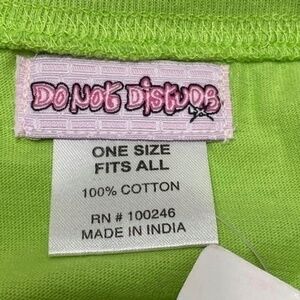 DO NOT DISTURB
ONE SIZE
FITS ALL
100% COTTON
RN # 100246
MADE IN INDIA